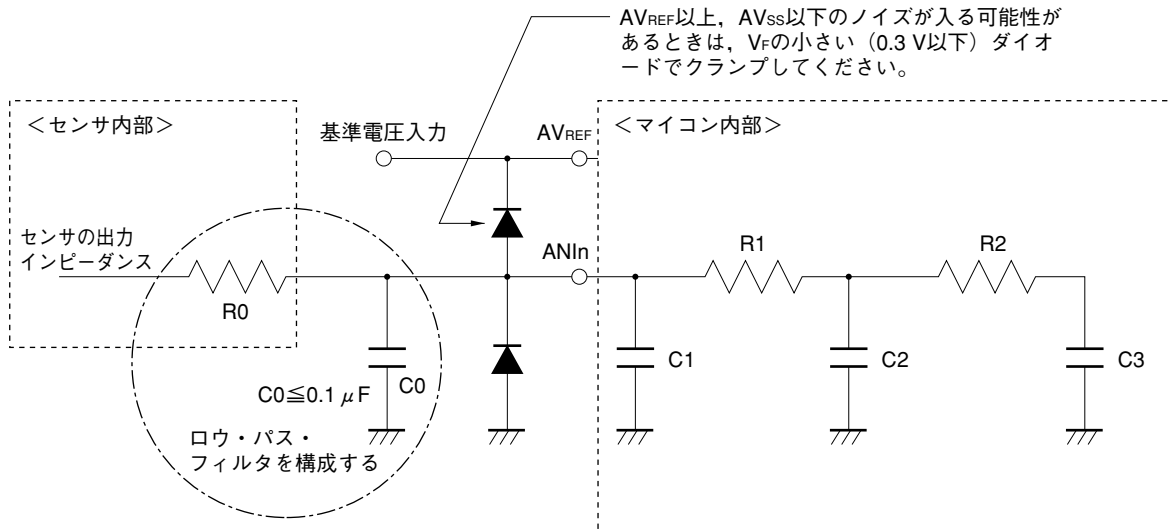 AVREF以上，AVSS以下のノイズが入る可能性が
あるときは，VFの小さい（0.3 V以下）ダイオ
ードでクランプしてください。
＜センサ内部＞
基準電圧入力
AVREF
＜マイコン内部＞
センサの出力
インピーダンス
R0
ANIn
R1
R2
C0≦0.1 μF
C0
C1
C2
C3
ロウ・パス・
フィルタを構成する